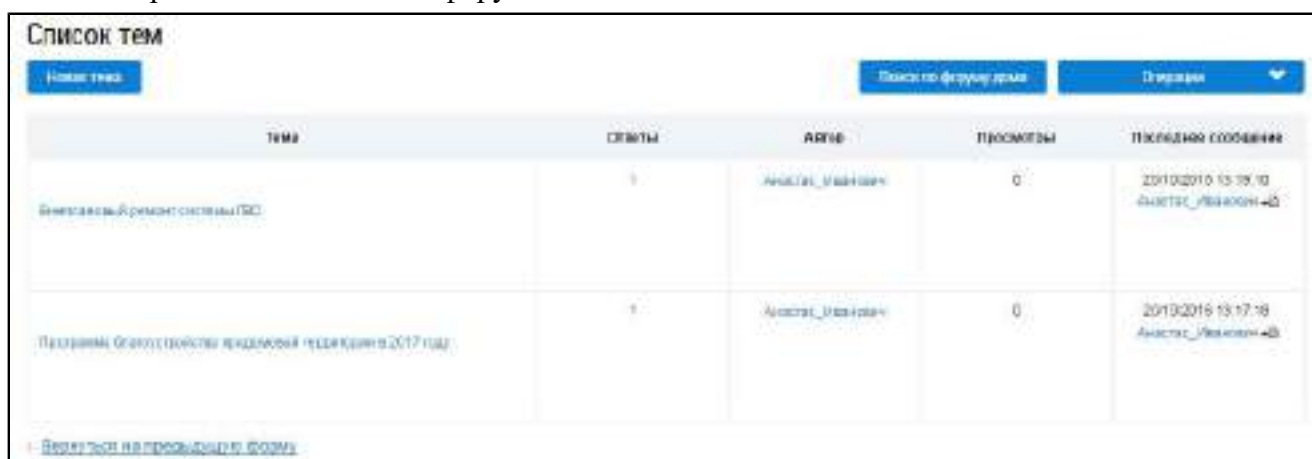 Список тем
Новая тема Поиск по форуму дома Операции
Тема Ответы Автор Просмотры Последнее сообщение
Внеплановый ремонт системы ГВС 1 Анастас_Иванович 0 20/10/2016 13:19:10
Анастас_Иванович
Программа благоустройства придомовой территории в 2017 году 1 Анастас_Иванович 0 20/10/2016 13:17:18
Анастас_Иванович
Вернуться на предыдущую форму